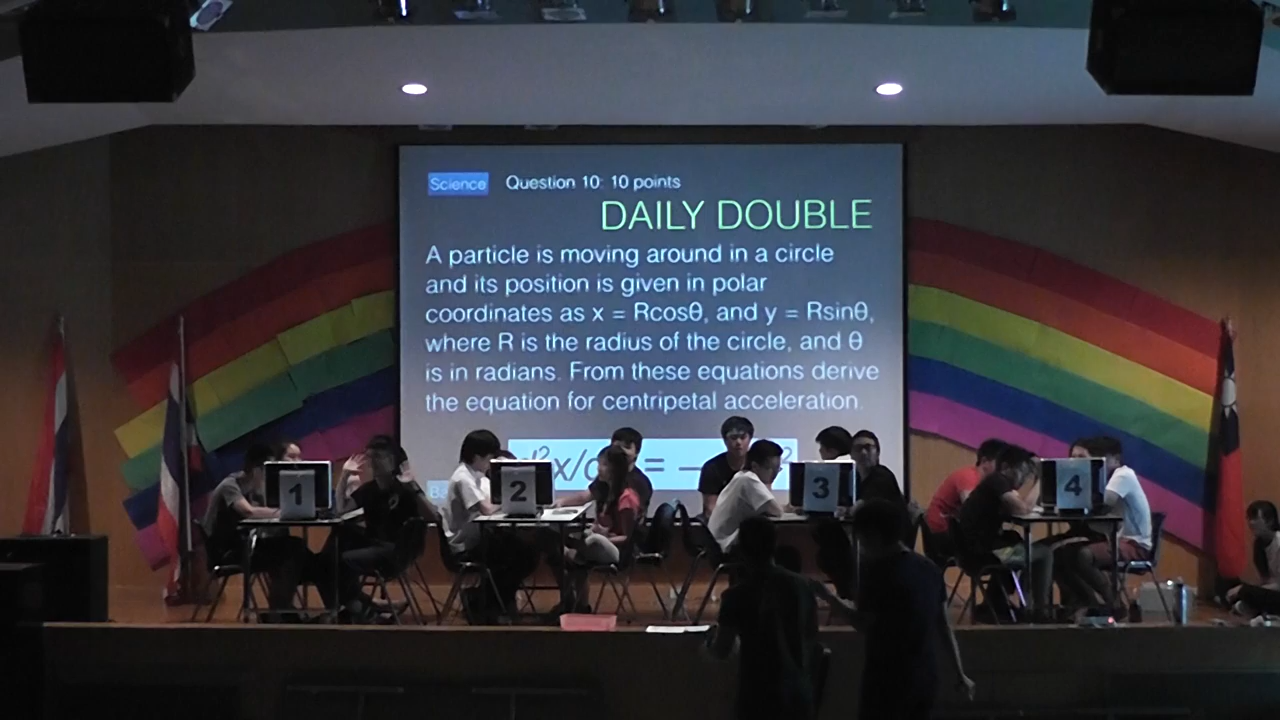 Science Question 10: 10 points
DAILY DOUBLE
A particle is moving around in a circle
and its position is given in polar
coordinates as x = Rcosθ, and y = Rsinθ,
where R is the radius of the circle, and θ
is in radians. From these equations derive
the equation for centripetal acceleration.
1
2
3
4